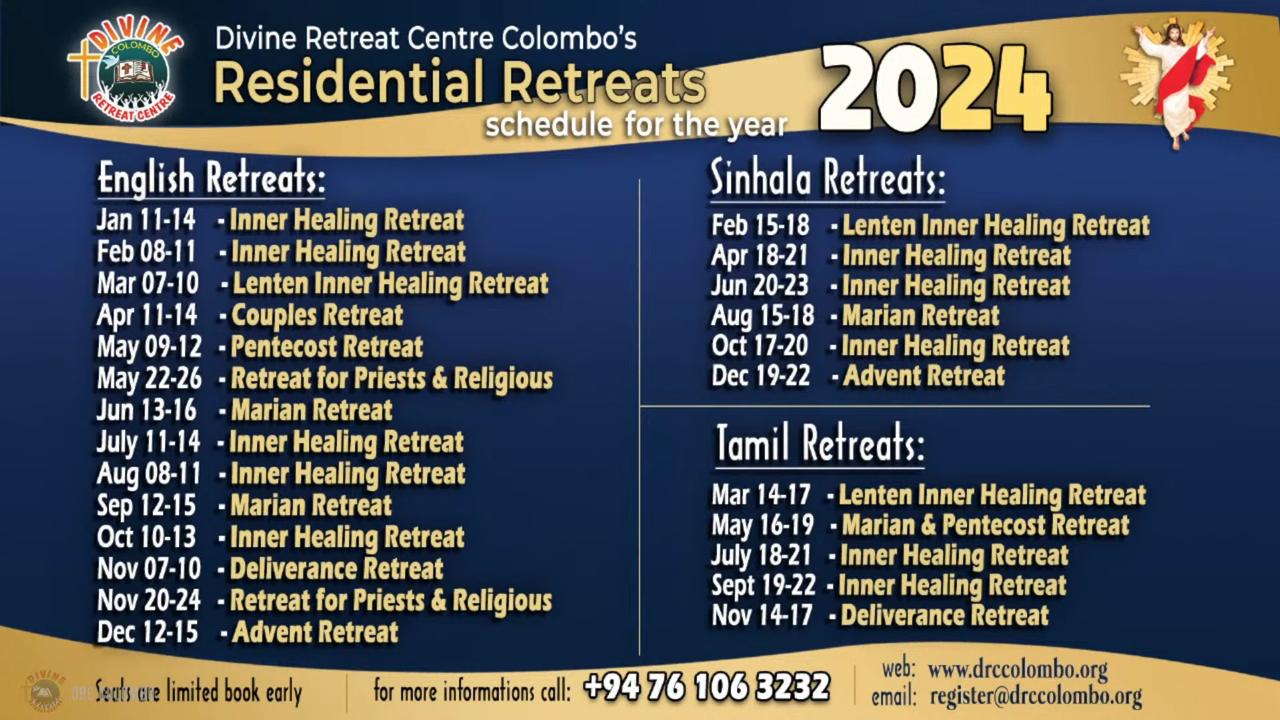 DIVINE
COLOMBO
RETREAT CENTRE
Divine Retreat Centre Colombo's
Residential Retreats
schedule for the year
2024
English Retreats:
Jan 11-14 - Inner Healing Retreat
Feb 08-11 - Inner Healing Retreat
Mar 07-10 - Lenten Inner Healing Retreat
Apr 11-14 - Couples Retreat
May 09-12 - Pentecost Retreat
May 22-26 - Retreat for Priests & Religious
Jun 13-16 - Marian Retreat
July 11-14 - Inner Healing Retreat
Aug 08-11 - Inner Healing Retreat
Sep 12-15 - Marian Retreat
Oct 10-13 - Inner Healing Retreat
Nov 07-10 - Deliverance Retreat
Nov 20-24 - Retreat for Priests & Religious
Dec 12-15 - Advent Retreat
Sinhala Retreats:
Feb 15-18 - Lenten Inner Healing Retreat
Apr 18-21 - Inner Healing Retreat
Jun 20-23 - Inner Healing Retreat
Aug 15-18 - Marian Retreat
Oct 17-20 - Inner Healing Retreat
Dec 19-22 - Advent Retreat
Tamil Retreats:
Mar 14-17 - Lenten Inner Healing Retreat
May 16-19 - Marian & Pentecost Retreat
July 18-21 - Inner Healing Retreat
Sept 19-22 - Inner Healing Retreat
Nov 14-17 - Deliverance Retreat
DIVINE
Seats are limited book early
for more informations call: +94 76 106 3232
web: www.drccolombo.org
email: register@drccolombo.org